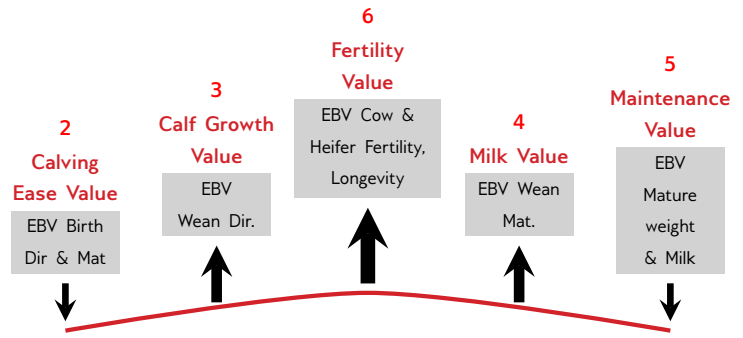 2
Calving
Ease Value
EBV Birth
Dir & Mat
3
Calf Growth
Value
EBV
Wean Dir.
6
Fertility
Value
EBV Cow &
Heifer Fertility,
Longevity
4
Milk Value
EBV Wean
Mat.
5
Maintenance
Value
EBV
Mature
weight
& Milk